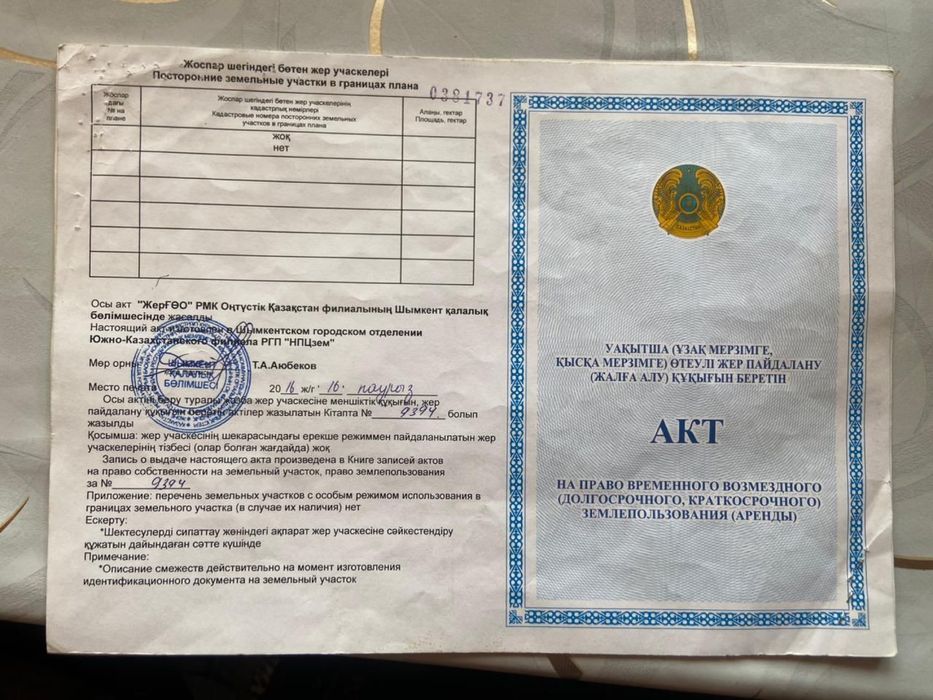 Жоспар шегіндегі бөтен жер учаскелері
Посторонние земельные участки в границах плана
0381737
Жоспар дағы № на плане
Жоспар шегіндегі бөтен жер учаскелерінің кадастрлық нөмірлері
Кадастровые номера посторонних земельных участков в границах плана
Алаңы, гектар
Площадь, гектар
жоқ
нет
Осы акт "ЖерҒӨО" РМК Оңтүстік Қазақстан филиалының Шымкент қалалық
бөлімшесінде жасалды
Настоящий акт изготовлен в Шымкентском городском отделении
Южно-Казахстанского филиала РГП "НПЦзем"
Мөр орны
Т.А.Аюбеков
ШЫМКЕНТ
ҚАЛАЛЫҚ
БӨЛІМШЕСІ
Место печати 2016 ж/г. 16. наурыз
Осы актіні беру туралы жазба жер учаскесіне меншіктік құқығын, жер
пайдалану құқығын беретін актілер жазылатын Кітапта № 9394. болып
жазылды
Қосымша: жер учаскесінің шекарасындағы ерекше режиммен пайдаланылатын жер
учаскелерінің тізбесі (олар болған жағдайда) жоқ
Запись о выдаче настоящего акта произведена в Книге записей актов
на право собственности на земельный участок, право землепользования
за № 9394
Приложение: перечень земельных участков с особым режимом использования в
границах земельного участка (в случае их наличия) нет
Ескерту:
*Шектесулерді сипаттау жөніндегі ақпарат жер учаскесіне сәйкестендіру
құжатын дайындаған сәтте күшінде
Примечание:
*Описание смежеств действительно на момент изготовления
идентификационного документа на земельный участок
ҚАЗАҚСТАН
УАҚЫТША (ҰЗАҚ МЕРЗІМГЕ,
ҚЫСҚА МЕРЗІМГЕ) ӨТЕУЛІ ЖЕР ПАЙДАЛАНУ
(ЖАЛҒА АЛУ) ҚҰҚЫҒЫН БЕРЕТІН
АКТ
НА ПРАВО ВРЕМЕННОГО ВОЗМЕЗДНОГО
(ДОЛГОСРОЧНОГО, КРАТКОСРОЧНОГО)
ЗЕМЛЕПОЛЬЗОВАНИЯ (АРЕНДЫ)